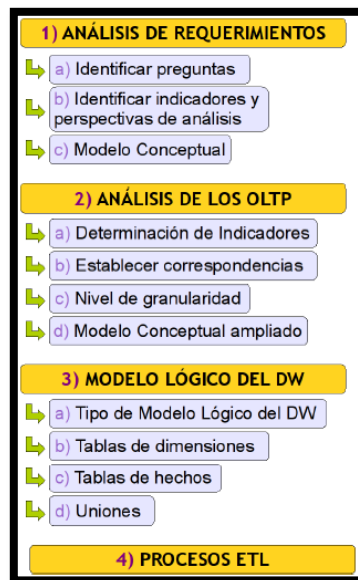 1) ANÁLISIS DE REQUERIMIENTOS
a) Identificar preguntas
b) Identificar indicadores y
perspectivas de análisis
c) Modelo Conceptual
2) ANÁLISIS DE LOS OLTP
a) Determinación de Indicadores
b) Establecer correspondencias
c) Nivel de granularidad
d) Modelo Conceptual ampliado
3) MODELO LÓGICO DEL DW
a) Tipo de Modelo Lógico del DW
b) Tablas de dimensiones
c) Tablas de hechos
d) Uniones
4) PROCESOS ETL